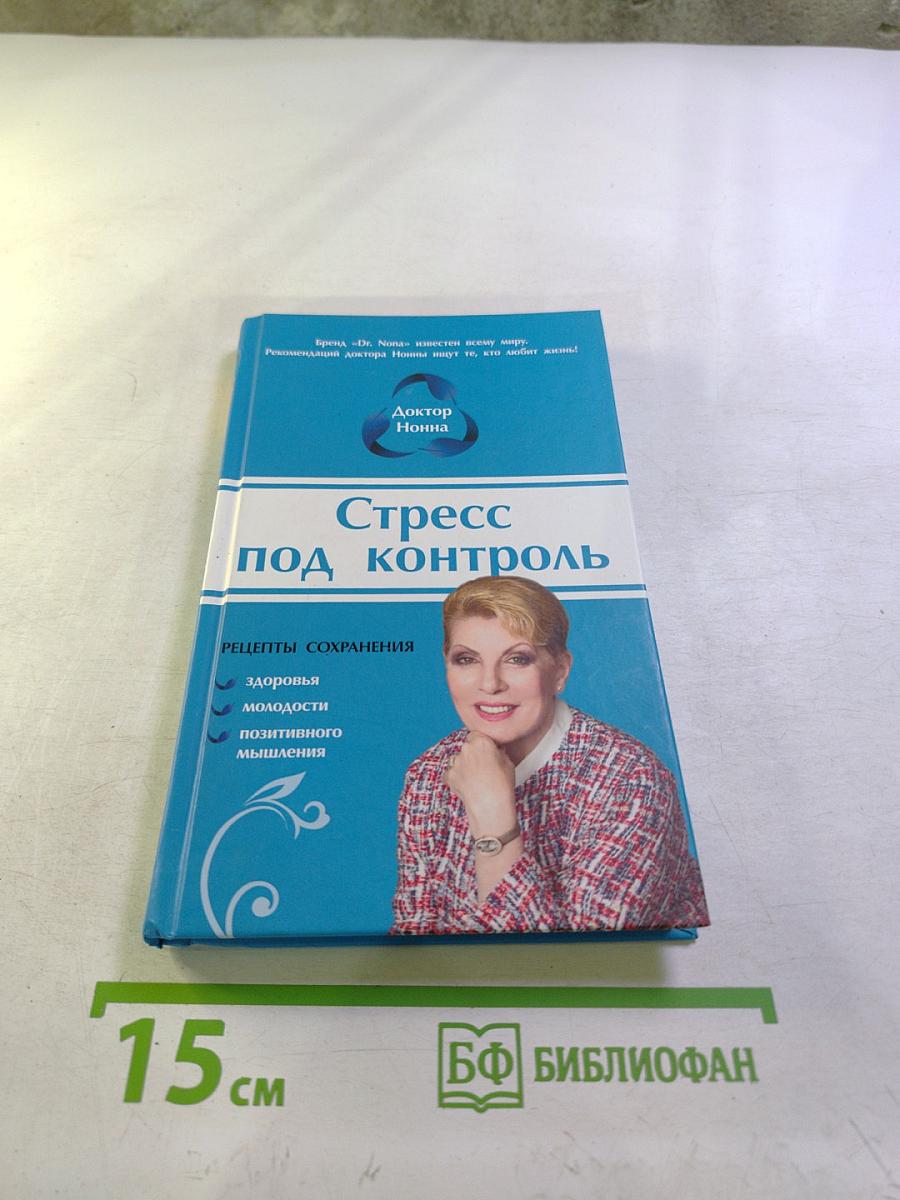 Бренд «Dr. Nona» известен всему миру.
Рекомендаций доктора Нонны ищут те, кто любит жизнь!
Доктор
Нонна
Стресс
под контроль
РЕЦЕПТЫ СОХРАНЕНИЯ
здоровья
молодости
позитивного
мышления
15 см
БФ БИБЛИОФАН